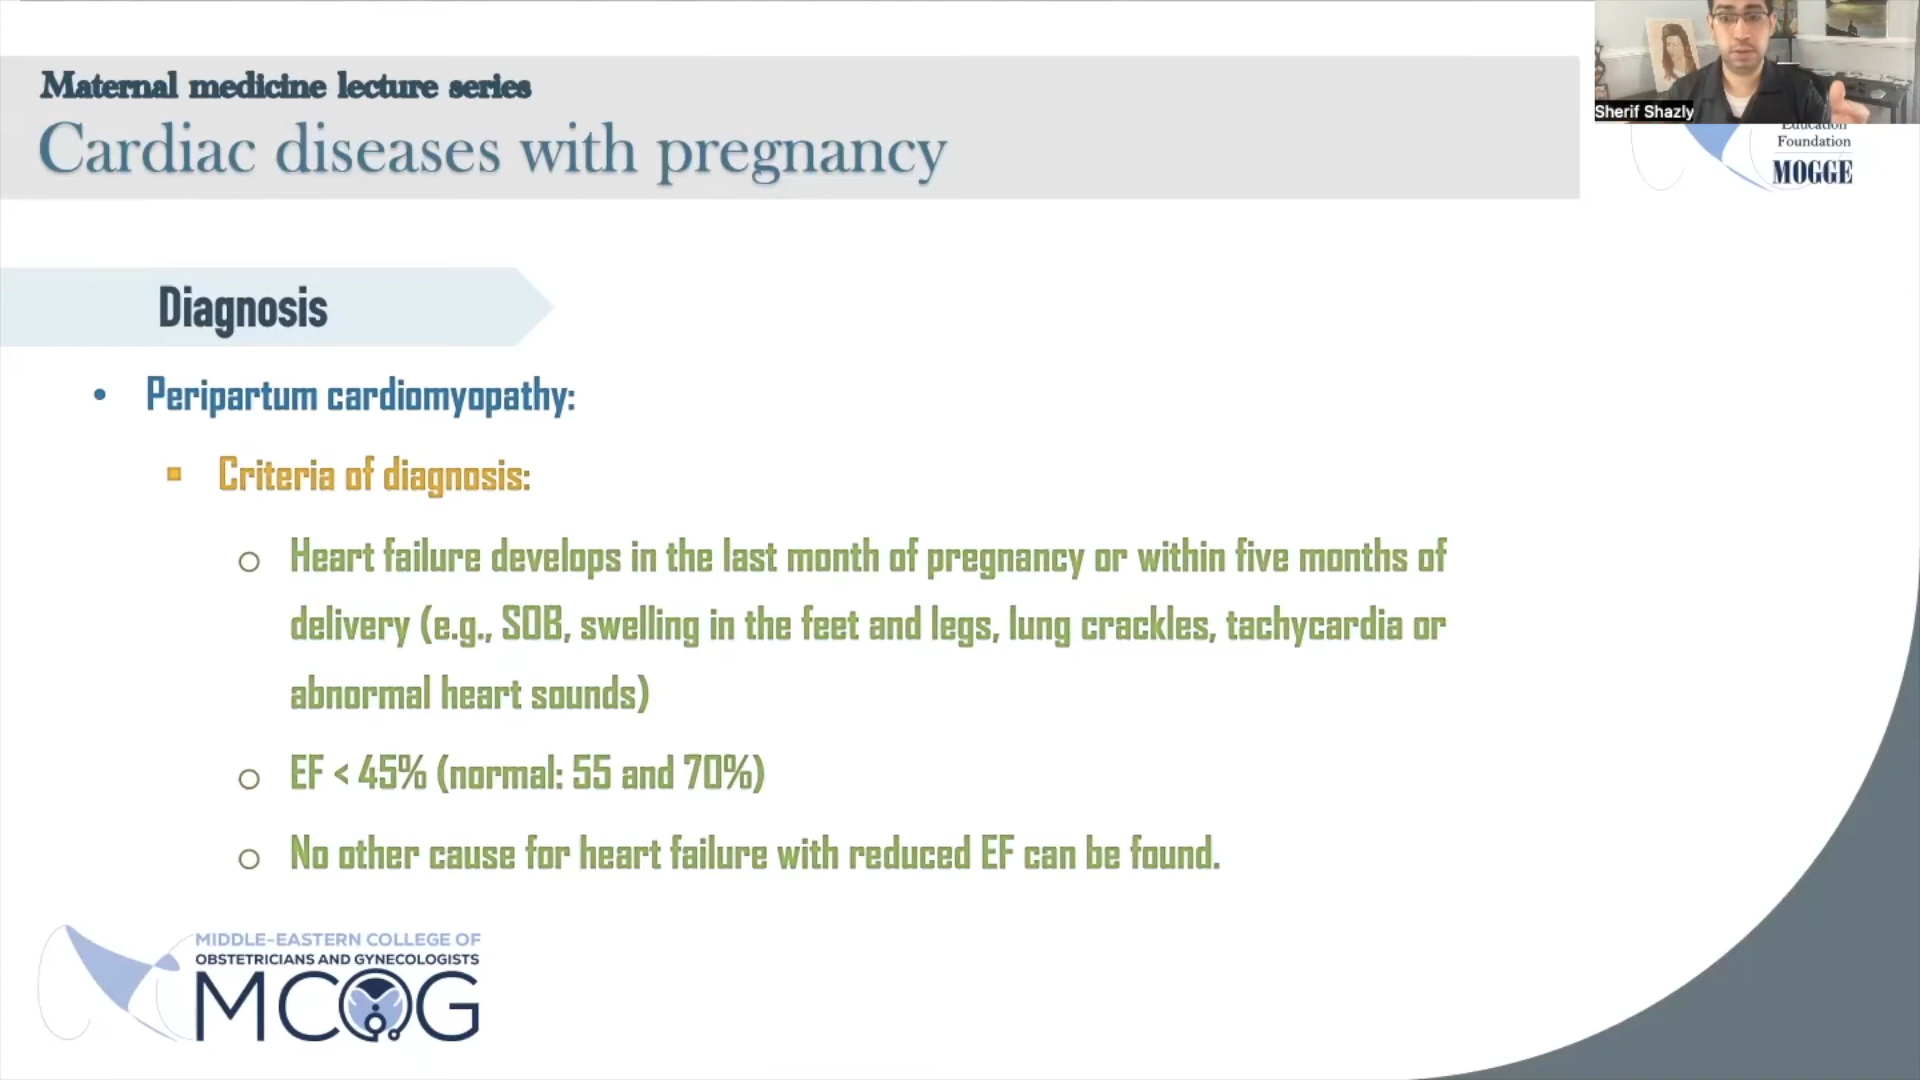 Maternal medicine lecture series
Cardiac diseases with pregnancy
Sherif Shazly
Education
Foundation
MOGGE
Diagnosis
• Peripartum cardiomyopathy:
▪ Criteria of diagnosis:
o Heart failure develops in the last month of pregnancy or within five months of
delivery (e.g., SOB, swelling in the feet and legs, lung crackles, tachycardia or
abnormal heart sounds)
o EF < 45% (normal: 55 and 70%)
o No other cause for heart failure with reduced EF can be found.
MIDDLE-EASTERN COLLEGE OF
OBSTETRICIANS AND GYNECOLOGISTS
MCOG